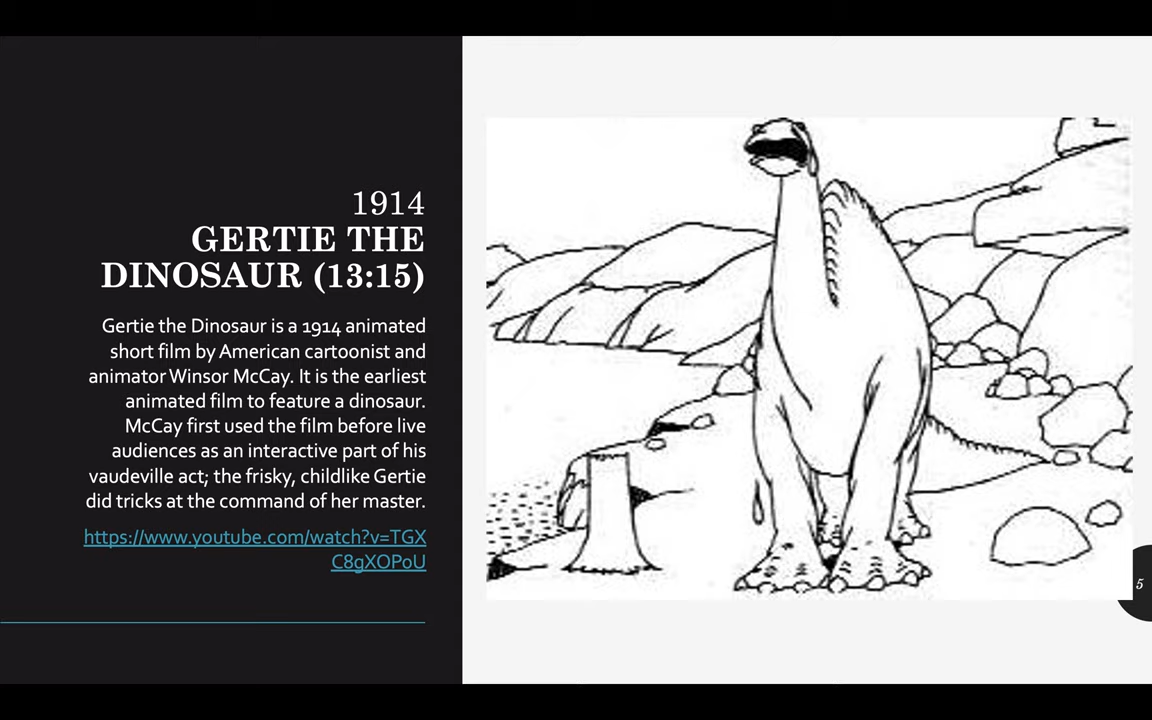 1914
GERTIE THE
DINOSAUR (13:15)
Gertie the Dinosaur is a 1914 animated
short film by American cartoonist and
animator Winsor McCay. It is the earliest
animated film to feature a dinosaur.
McCay first used the film before live
audiences as an interactive part of his
vaudeville act; the frisky, childlike Gertie
did tricks at the command of her master.
https://www.youtube.com/watch?v=TGX
C8gXOPoU
5